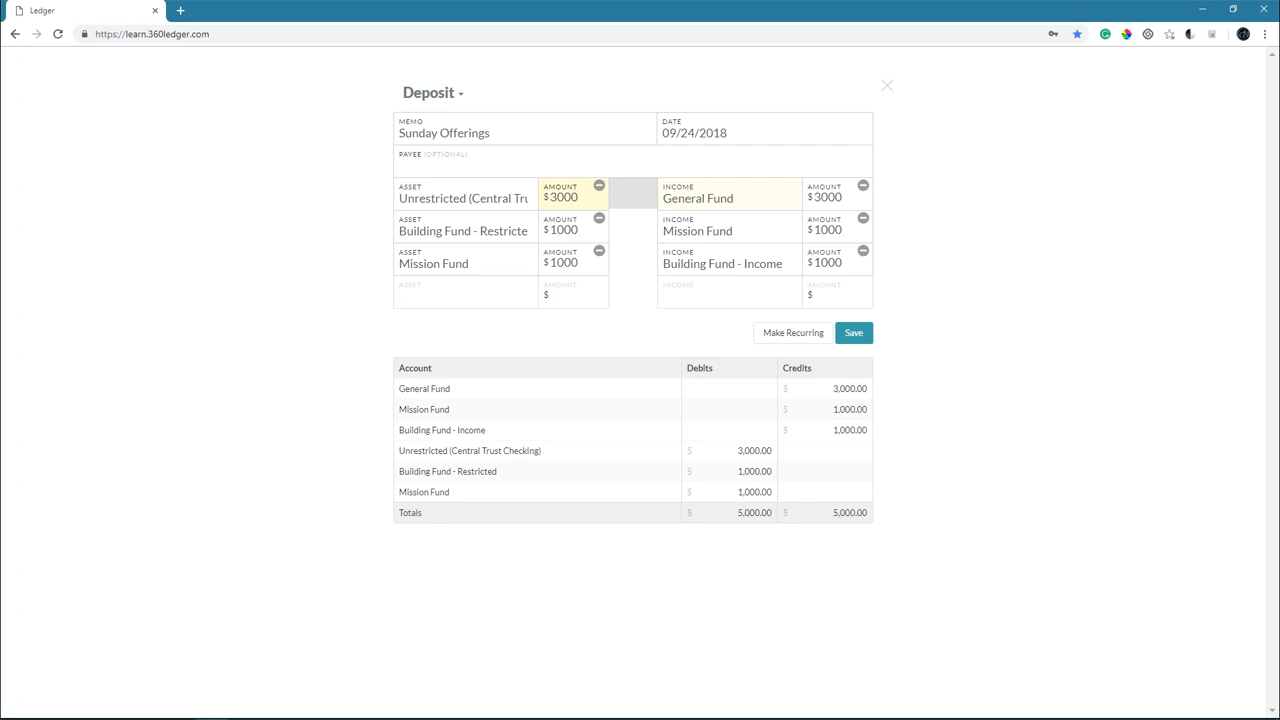 Ledger
https://learn.360ledger.com
Deposit
MEMO
Sunday Offerings
DATE
09/24/2018
PAYEE (OPTIONAL)
ASSET
Unrestricted (Central Tru
AMOUNT
$3000
INCOME
General Fund
AMOUNT
$3000
ASSET
Building Fund - Restricte
AMOUNT
$1000
INCOME
Mission Fund
AMOUNT
$1000
ASSET
Mission Fund
AMOUNT
$1000
INCOME
Building Fund - Income
AMOUNT
$1000
ASSET
AMOUNT
$
INCOME
AMOUNT
$
Make Recurring
Save
Account Debits Credits
General Fund $ 3,000.00
Mission Fund $ 1,000.00
Building Fund - Income $ 1,000.00
Unrestricted (Central Trust Checking) $ 3,000.00
Building Fund - Restricted $ 1,000.00
Mission Fund $ 1,000.00
Totals $ 5,000.00 $ 5,000.00